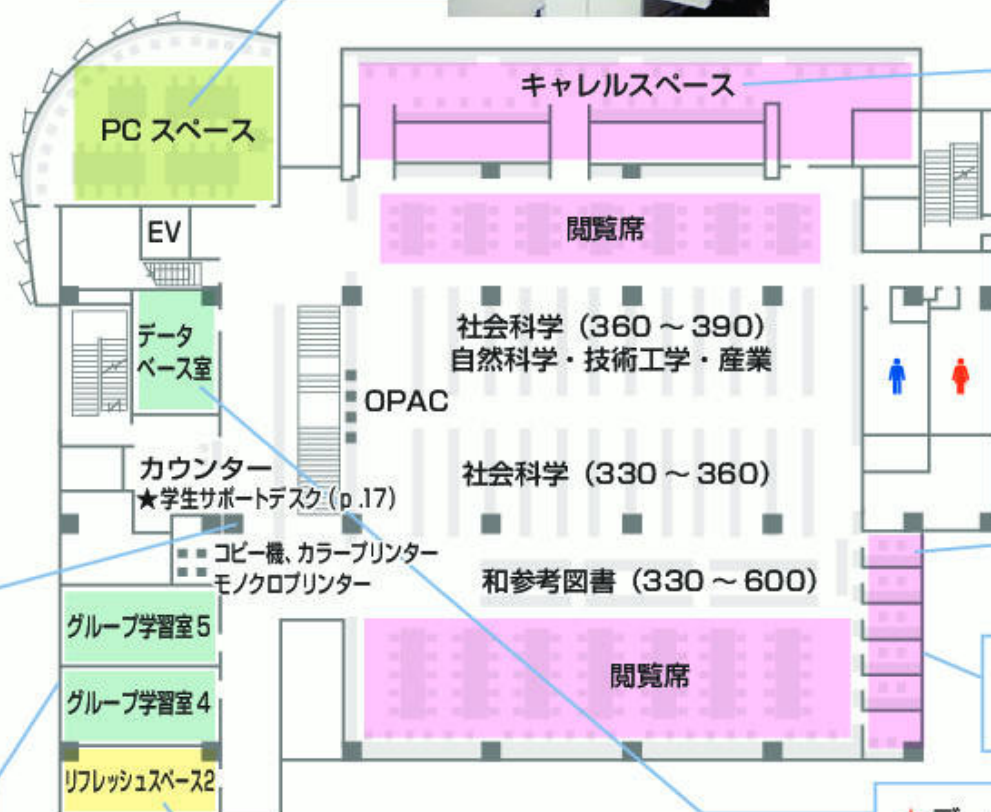 キャレルスペース
PC スペース
閲覧席
EV
データ
ベース室
社会科学（360 ～ 390）
自然科学・技術工学・産業
OPAC
カウンター
★学生サポートデスク（p .17）
社会科学（330 ～ 360）
コピー機、カラープリンター
モノクロプリンター
和参考図書（330 ～ 600）
グループ学習室5
閲覧席
グループ学習室4
リフレッシュスペース2